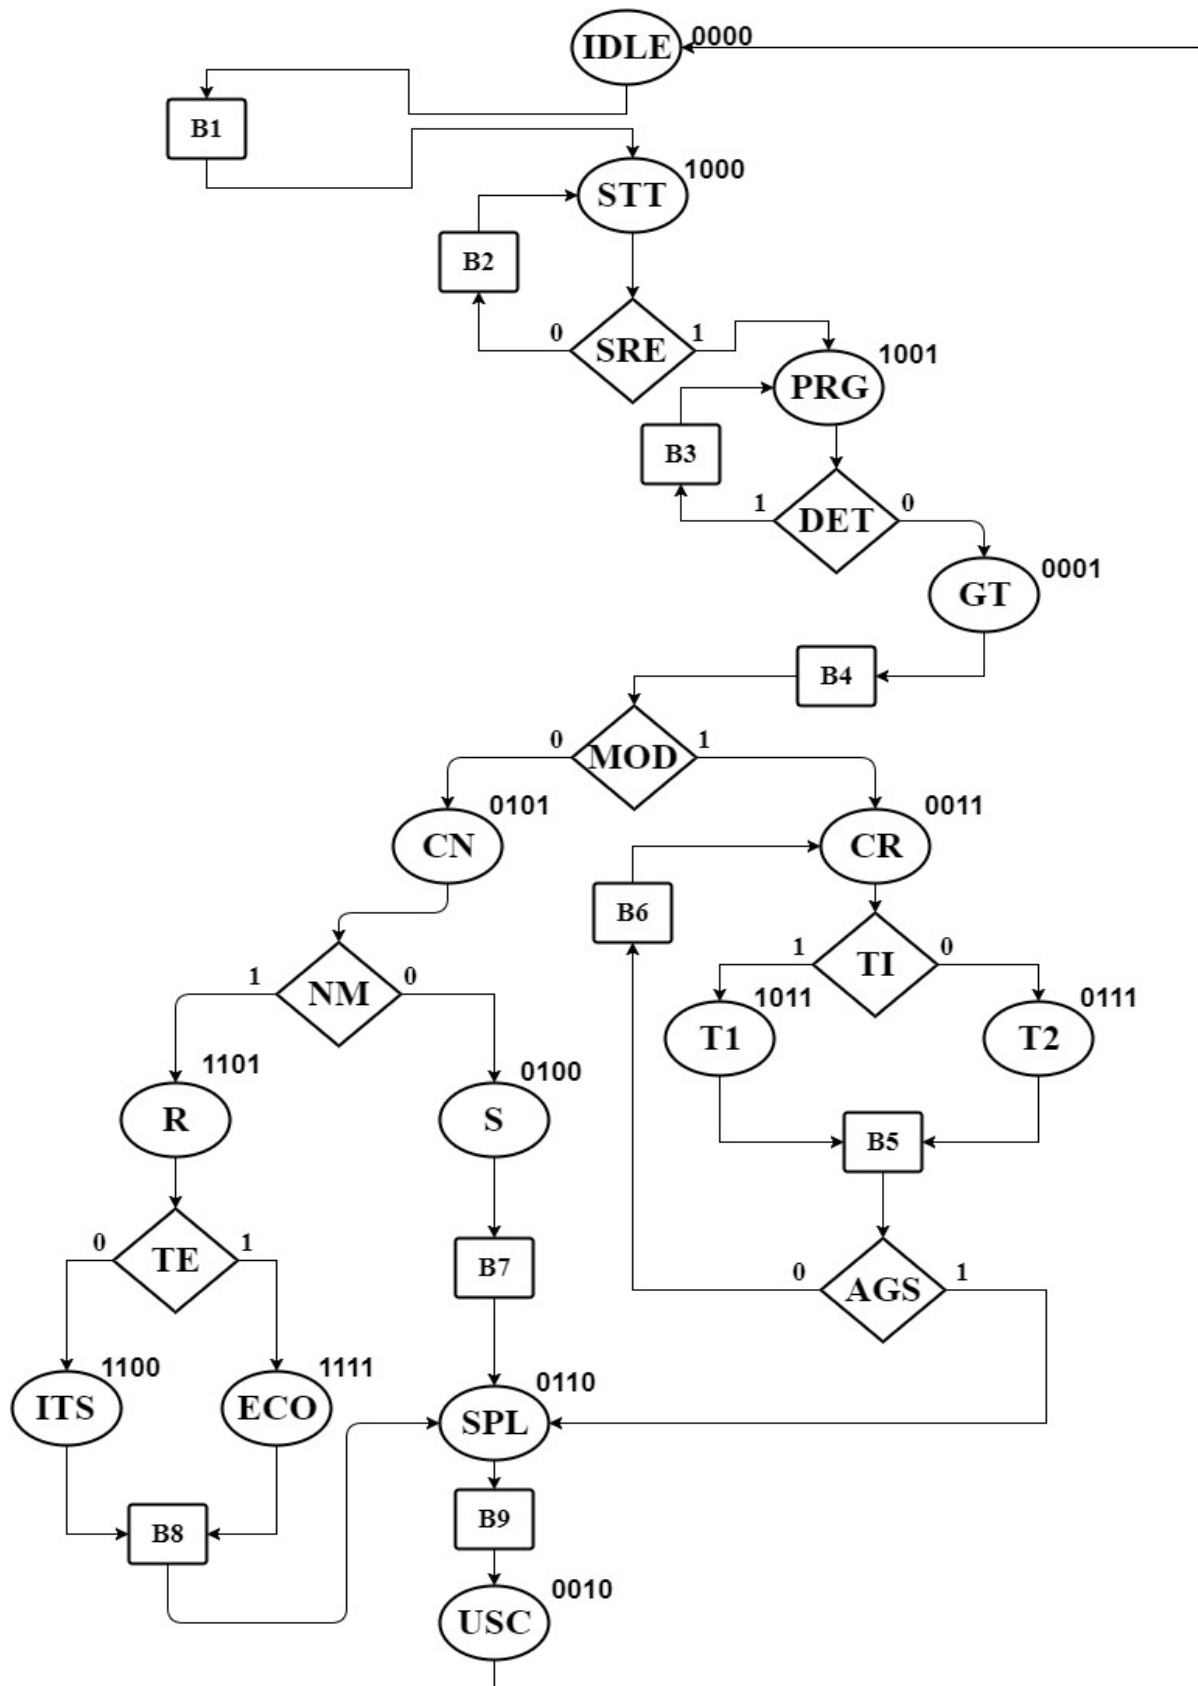 IDLE 0000
B1
STT 1000
B2
0 SRE 1
PRG 1001
B3
1 DET 0
GT 0001
B4
0 MOD 1
CN 0101
CR 0011
B6
1 NM 0
1 TI 0
T1 1011
T2 0111
R 1101
S 0100
B5
0 TE 1
B7
0 AGS 1
ITS 1100
ECO 1111
SPL 0110
B8
B9
USC 0010